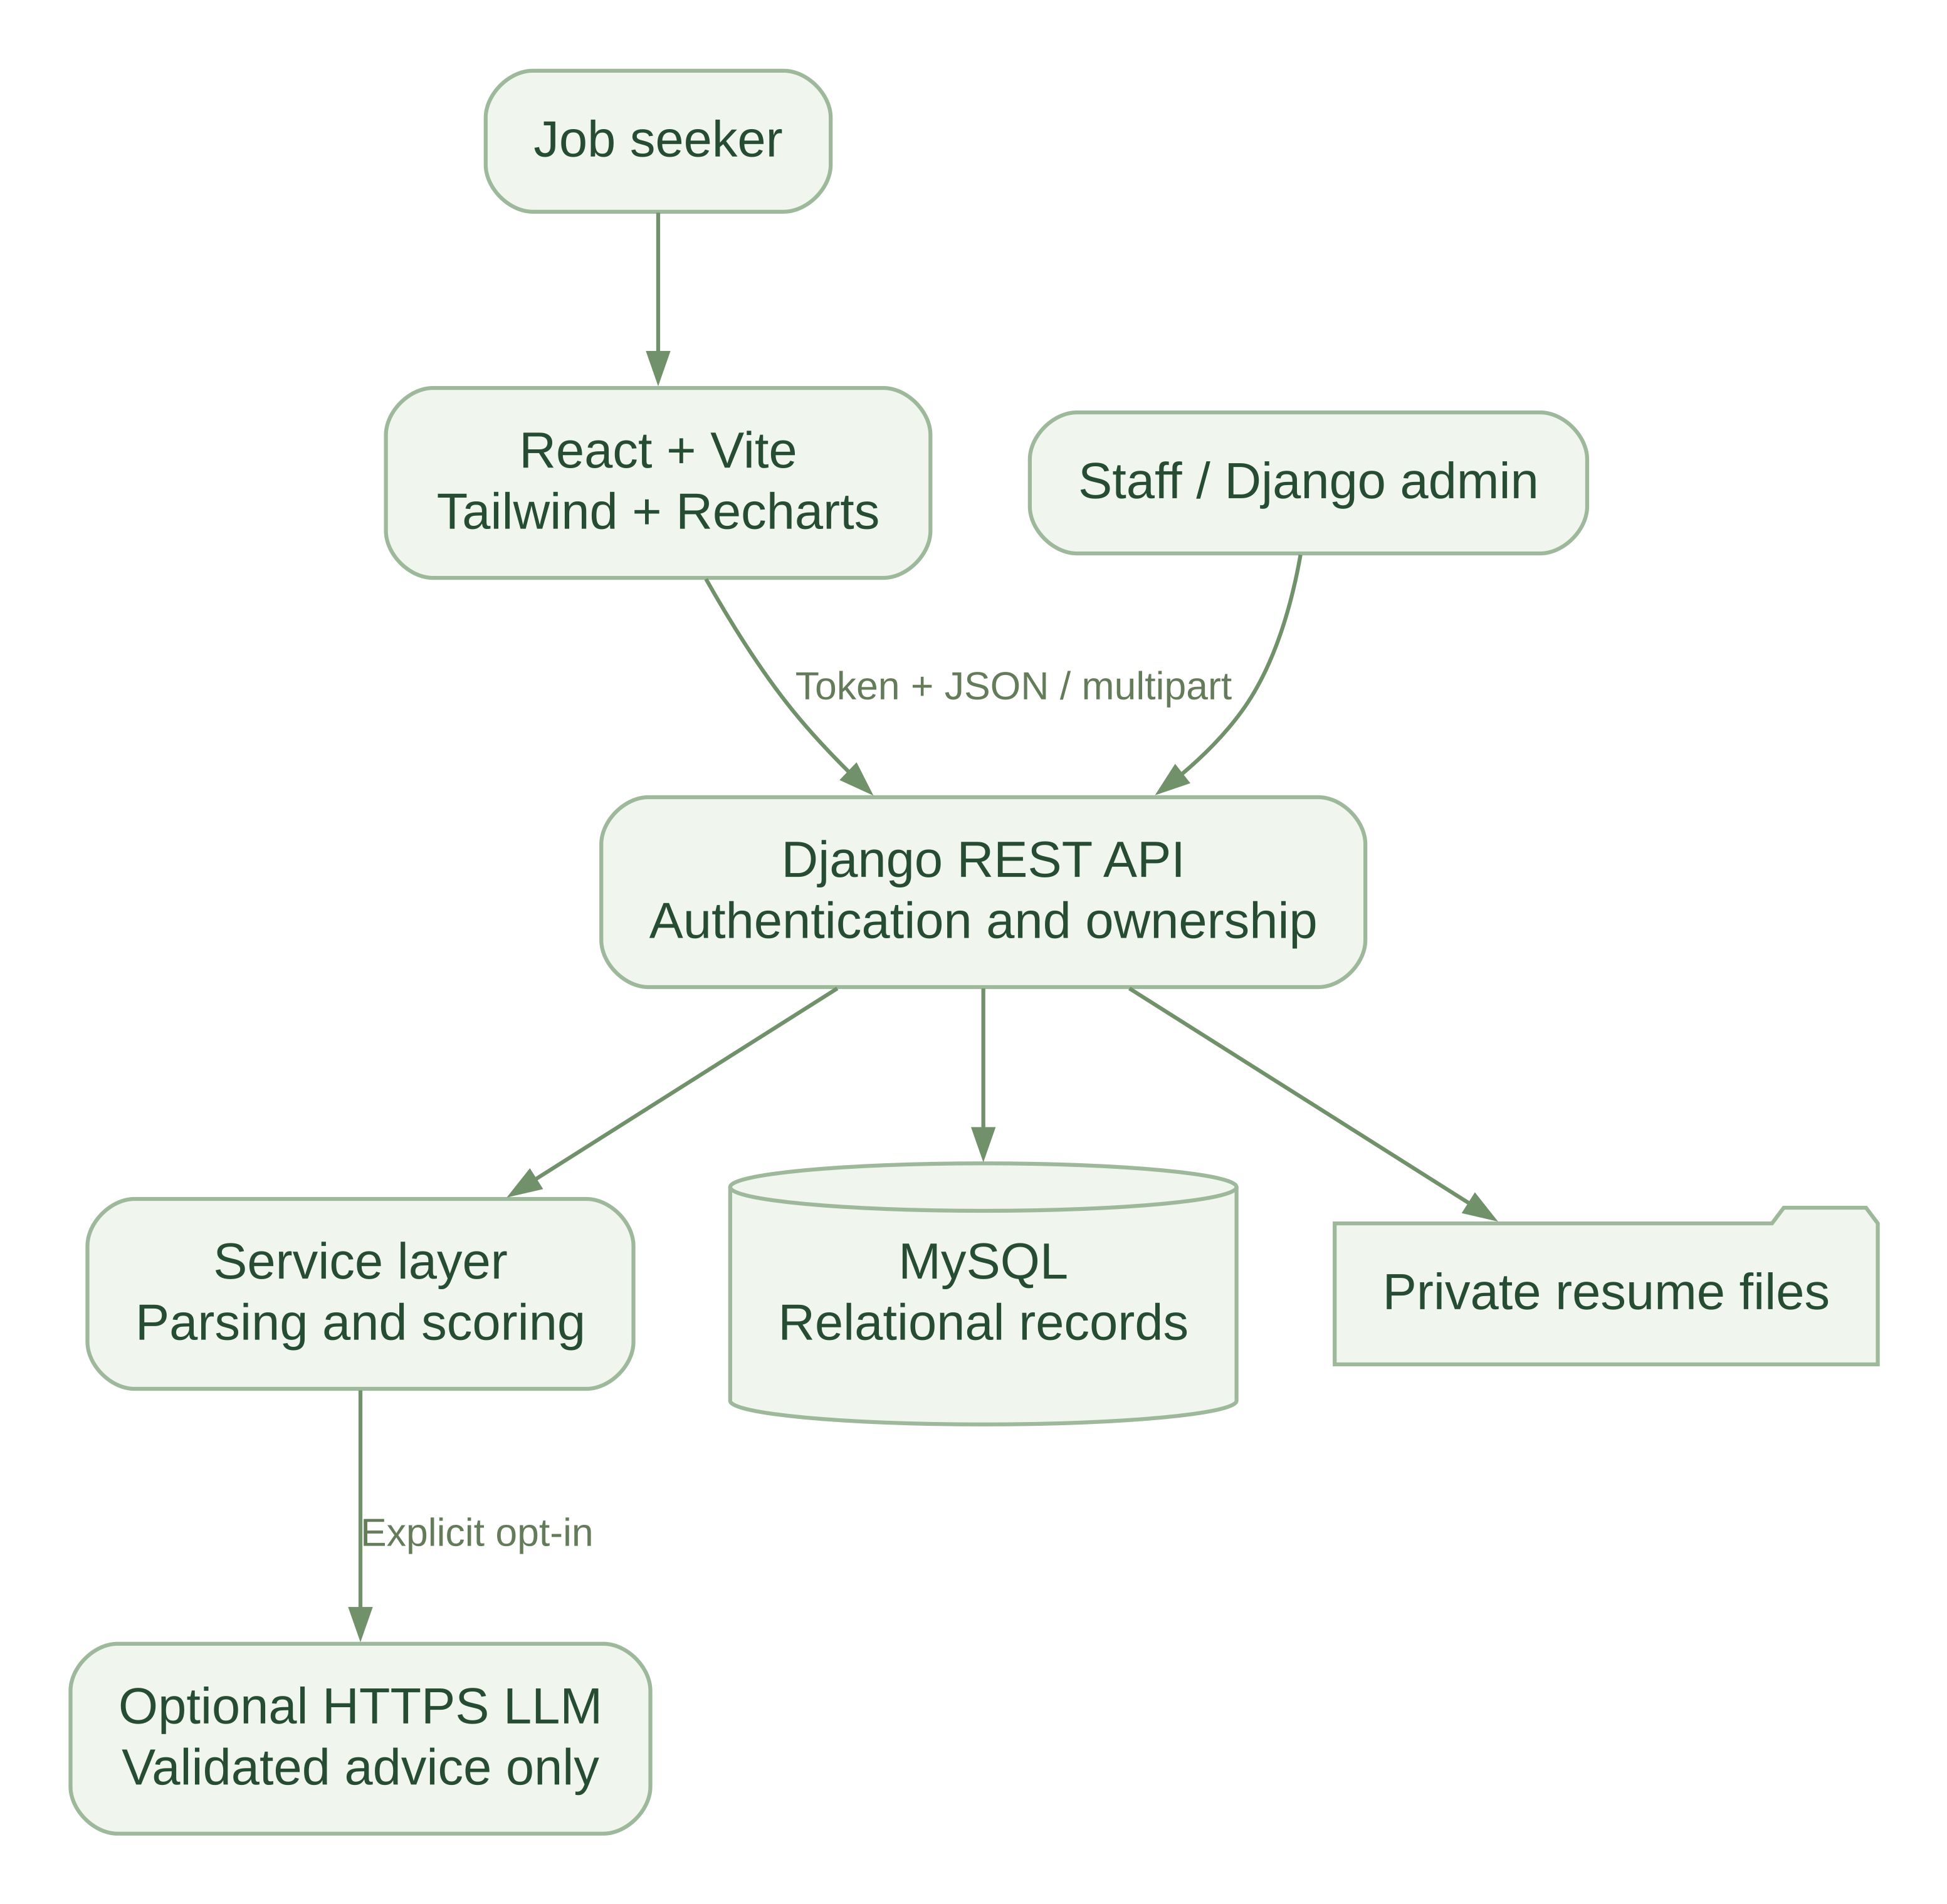 Job seeker
React + Vite
Tailwind + Recharts
Staff / Django admin
Token + JSON / multipart
Django REST API
Authentication and ownership
Service layer
Parsing and scoring
MySQL
Relational records
Private resume files
Explicit opt-in
Optional HTTPS LLM
Validated advice only